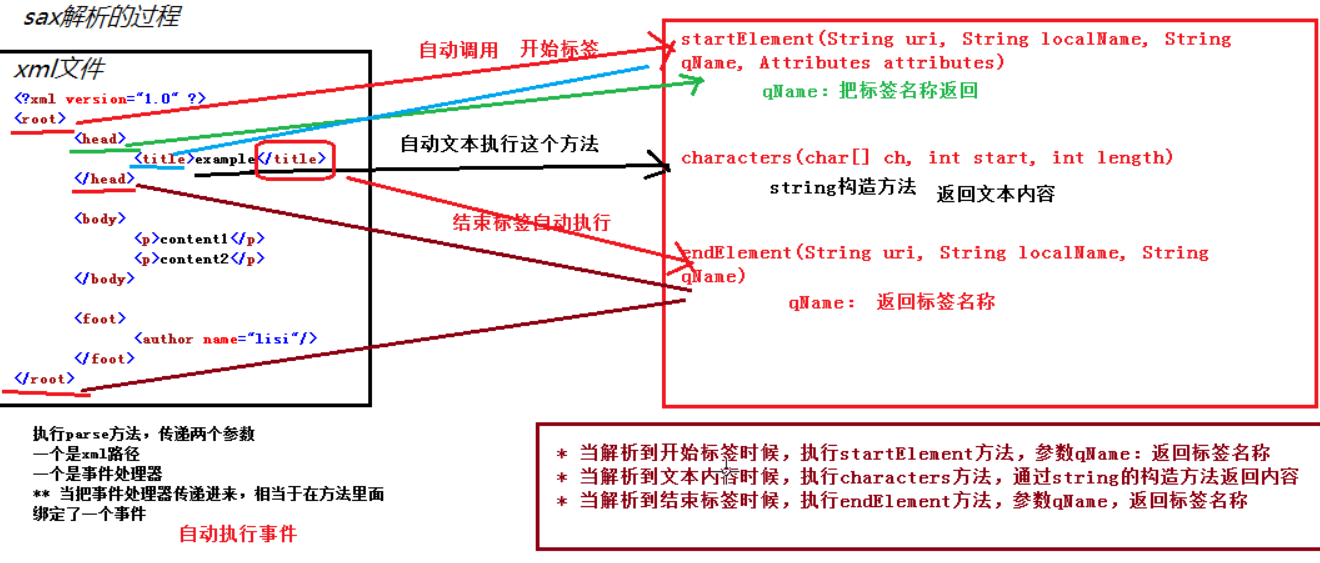 sax解析的过程
xml文件
<?xml version="1.0" ?>
<root>
<head>
<title>example</title>
</head>
<body>
<p>content1</p>
<p>content2</p>
</body>
<foot>
<author name="lisi"/>
</foot>
</root>
自动调用 开始标签
自动文本执行这个方法
结束标签自动执行
startElement(String uri, String localName, String
qName, Attributes attributes)
qName: 把标签名称返回
characters(char[] ch, int start, int length)
string构造方法 返回文本内容
endElement(String uri, String localName, String
qName)
qName: 返回标签名称
执行parse方法，传递两个参数
一个是xml路径
一个是事件处理器
** 当把事件处理器传递进来，相当于在方法里面
绑定了一个事件
自动执行事件
* 当解析到开始标签时候，执行startElement方法，参数qName: 返回标签名称
* 当解析到文本内容时候，执行characters方法，通过string的构造方法返回内容
* 当解析到结束标签时候，执行endElement方法，参数qName，返回标签名称